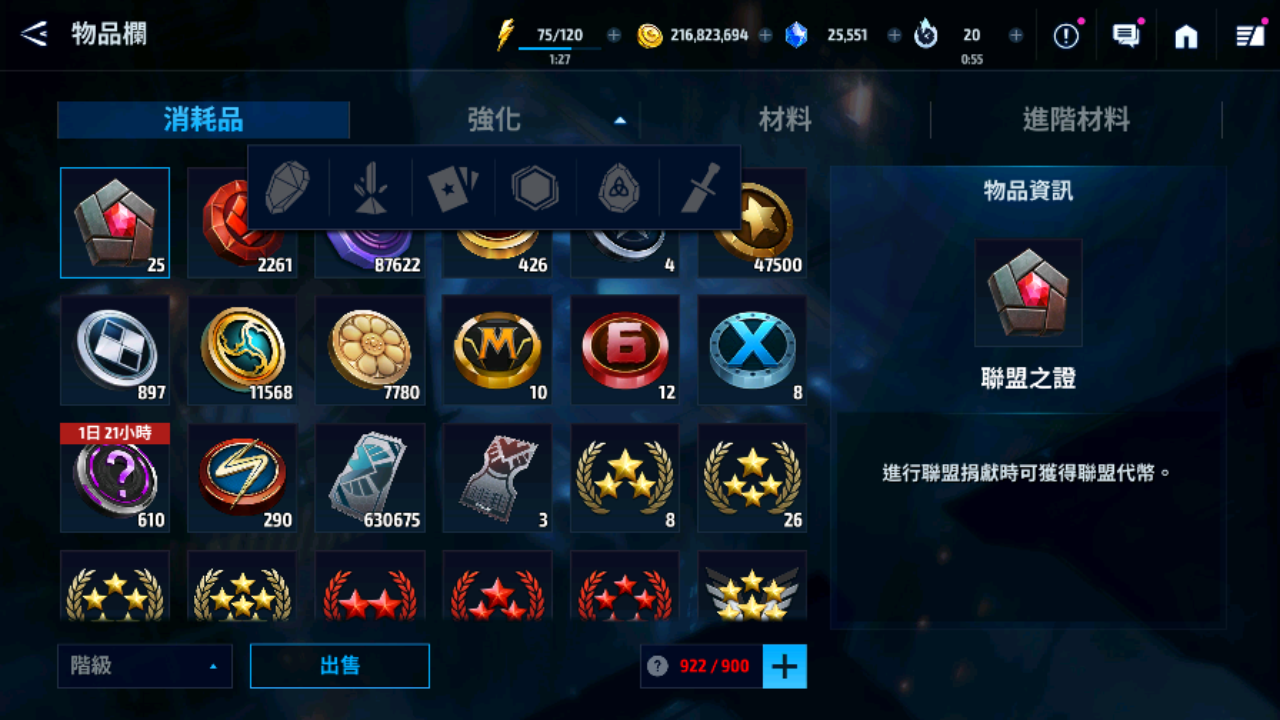 物品欄
75/120
1:27
216,823,694
25,551
20
0:55
消耗品
強化
材料
進階材料
25
2261
87622
426
4
47500
897
11568
7780
M
10
6
12
X
8
1日 21小時
?
610
290
630675
3
8
26
物品資訊
聯盟之證
進行聯盟捐獻時可獲得聯盟代幣。
階級
出售
? 922 / 900